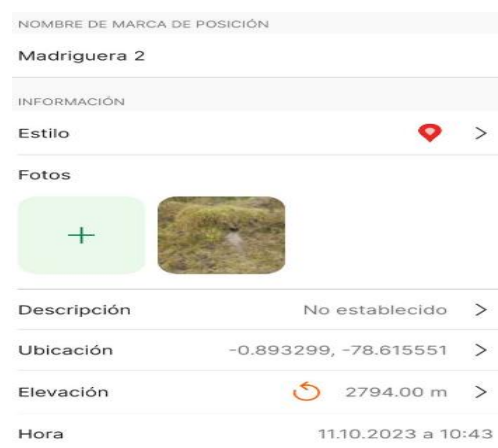 NOMBRE DE MARCA DE POSICIÓN
Madriguera 2
INFORMACIÓN
Estilo
Fotos
Descripción No establecido
Ubicación -0.893299, -78.615551
Elevación 2794.00 m
Hora 11.10.2023 a 10:43